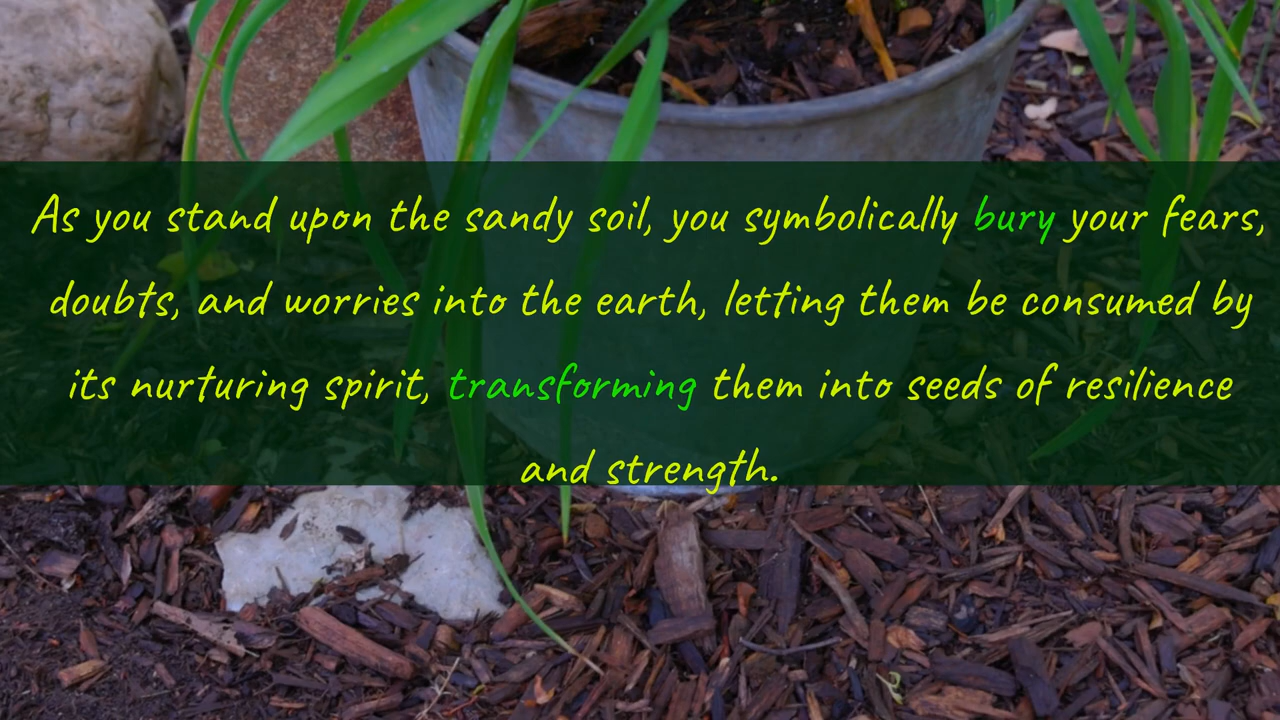 As you stand upon the sandy soil, you symbolically bury your fears,
doubts, and worries into the earth, letting them be consumed by
its nurturing spirit, transforming them into seeds of resilience
and strength.